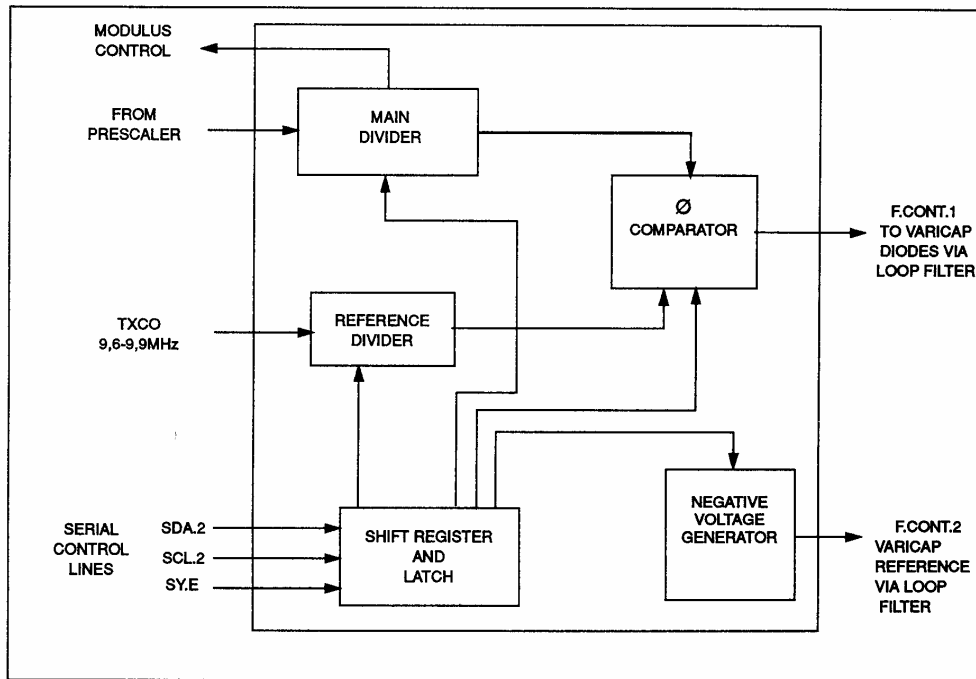 MODULUS
CONTROL
FROM
PRESCALER
MAIN
DIVIDER
Ø
COMPARATOR
F.CONT.1
TO VARICAP
DIODES VIA
LOOP FILTER
TXCO
9,6-9,9MHz
REFERENCE
DIVIDER
SERIAL
CONTROL
LINES
SDA.2
SCL.2
SY.E
SHIFT REGISTER
AND
LATCH
NEGATIVE
VOLTAGE
GENERATOR
F.CONT.2
VARICAP
REFERENCE
VIA LOOP
FILTER